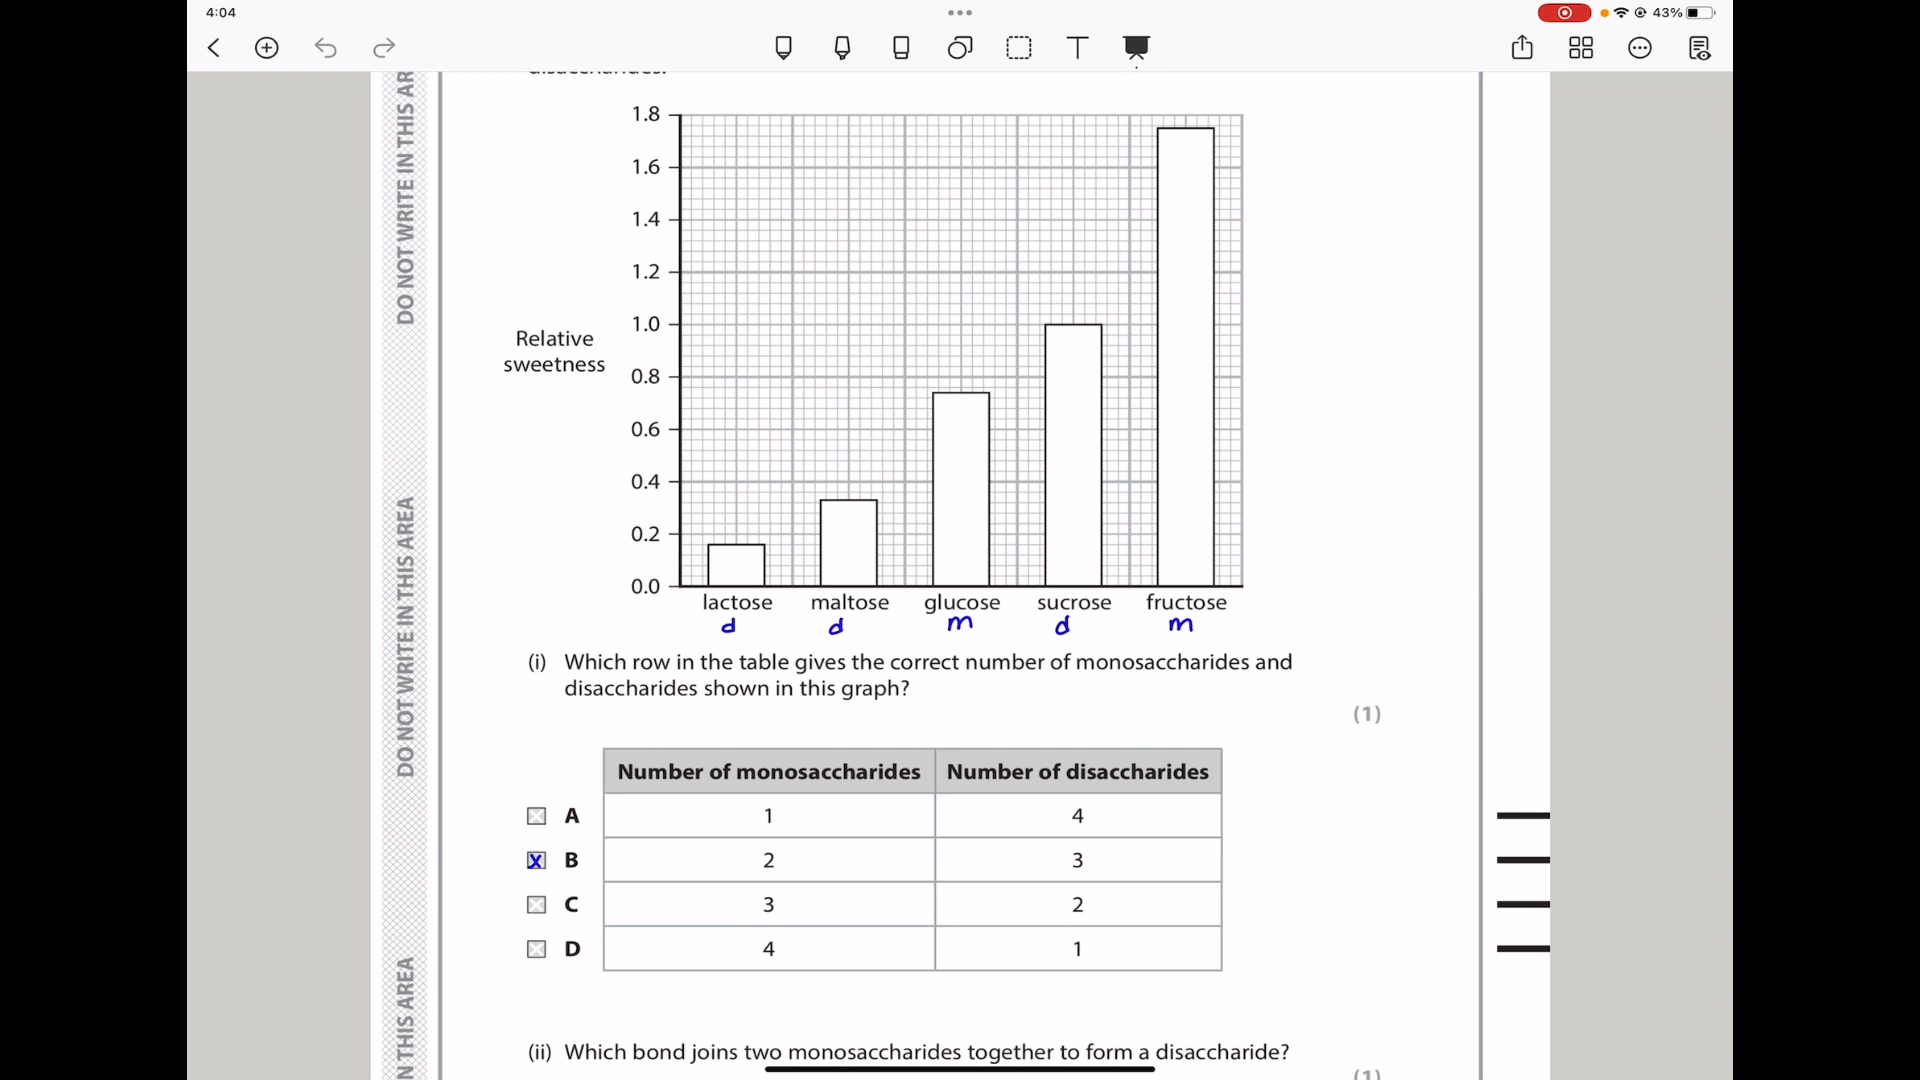 4:04
43%
disaccharides.
1.8
1.6
1.4
1.2
1.0
Relative
sweetness
0.8
0.6
0.4
0.2
0.0
lactose maltose glucose sucrose fructose
d d m d m
(i) Which row in the table gives the correct number of monosaccharides and
disaccharides shown in this graph?
(1)
Number of monosaccharides Number of disaccharides
A 1 4
x B 2 3
C 3 2
D 4 1
(ii) Which bond joins two monosaccharides together to form a disaccharide?
(1)
DO NOT WRITE IN THIS AR
DO NOT WRITE IN THIS AREA
N THIS AREA